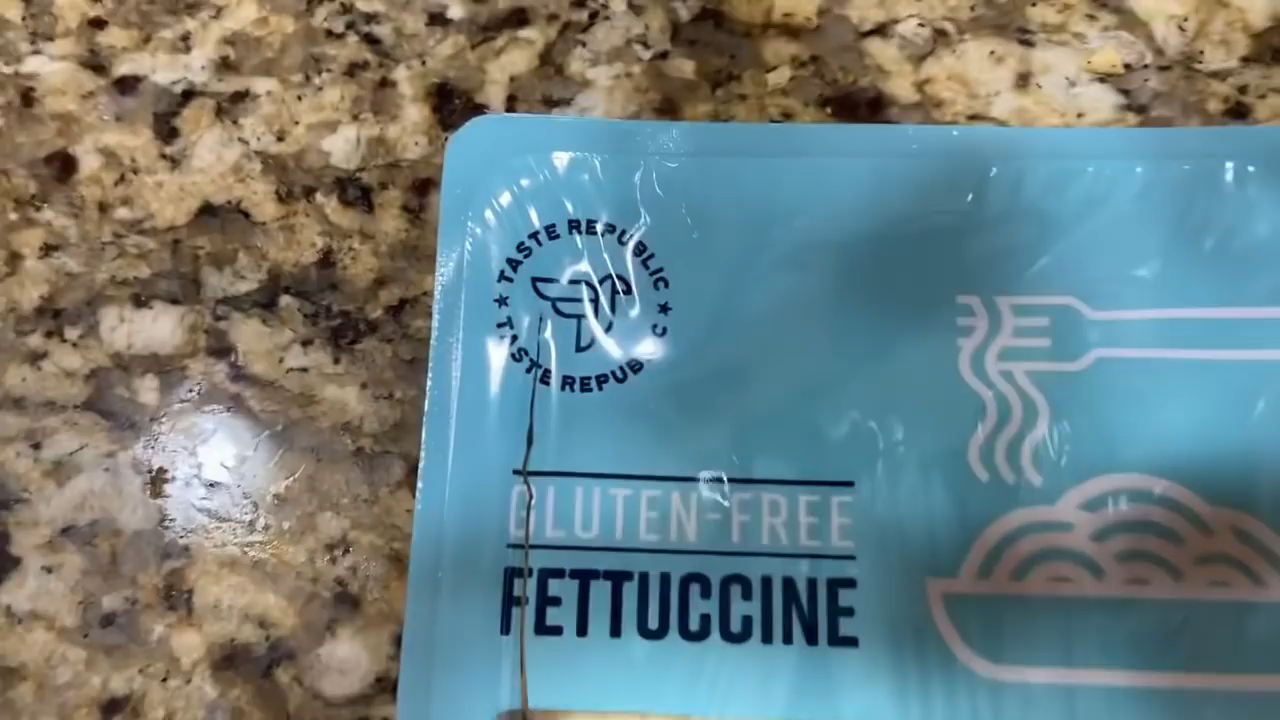 ★ TASTE REPUBLIC ★
TASTE REPUBLIC
GLUTEN-FREE
FETTUCCINE